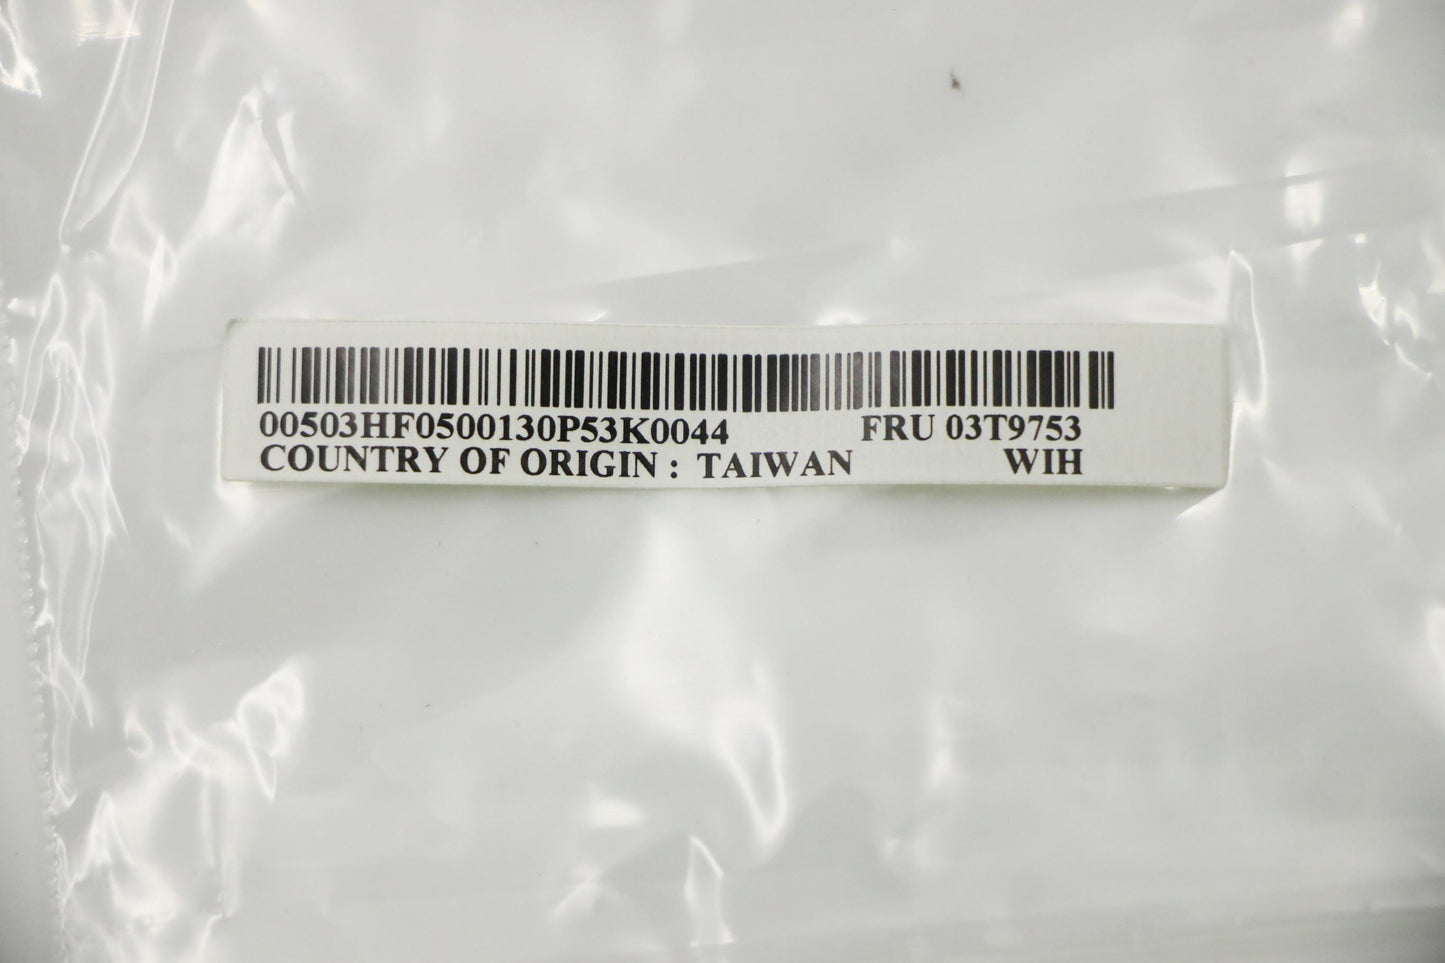 00503HF0500130P53K0044 FRU 03T9753
COUNTRY OF ORIGIN : TAIWAN WIH